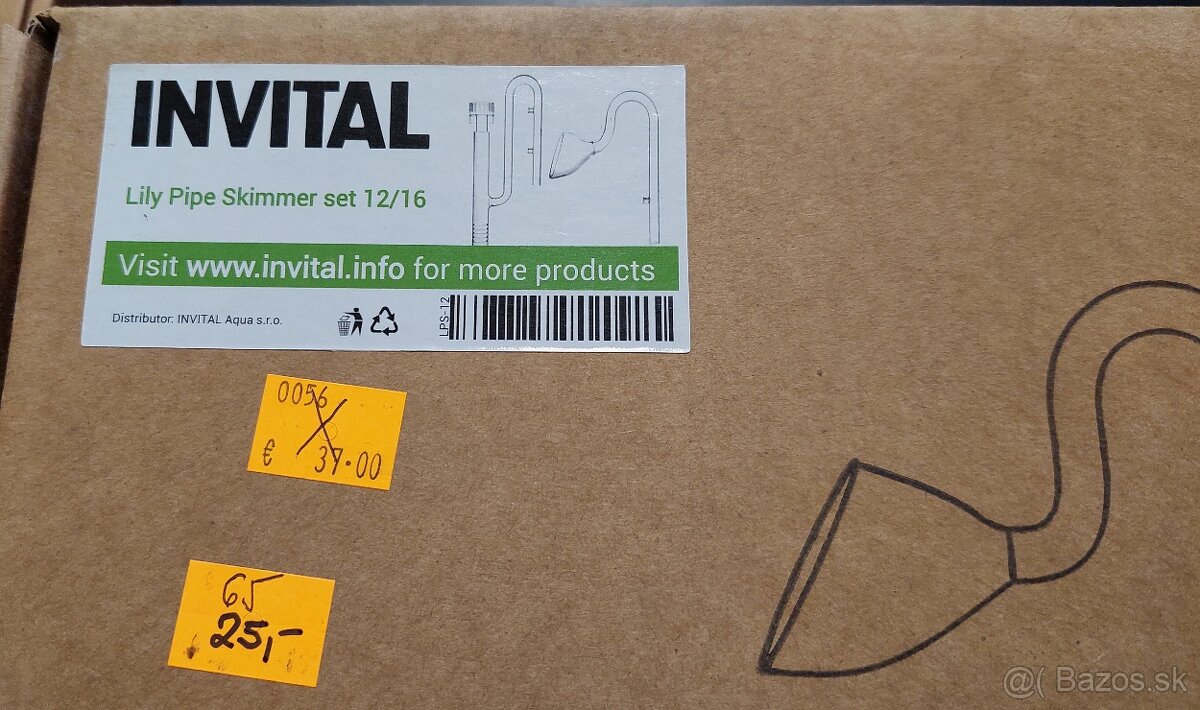 INVITAL
Lily Pipe Skimmer set 12/16
Visit www.invital.info for more products
Distributor: INVITAL Aqua s.r.o.
LPS-12
0056
€ 37.00
65
25,-
@( Bazos.sk